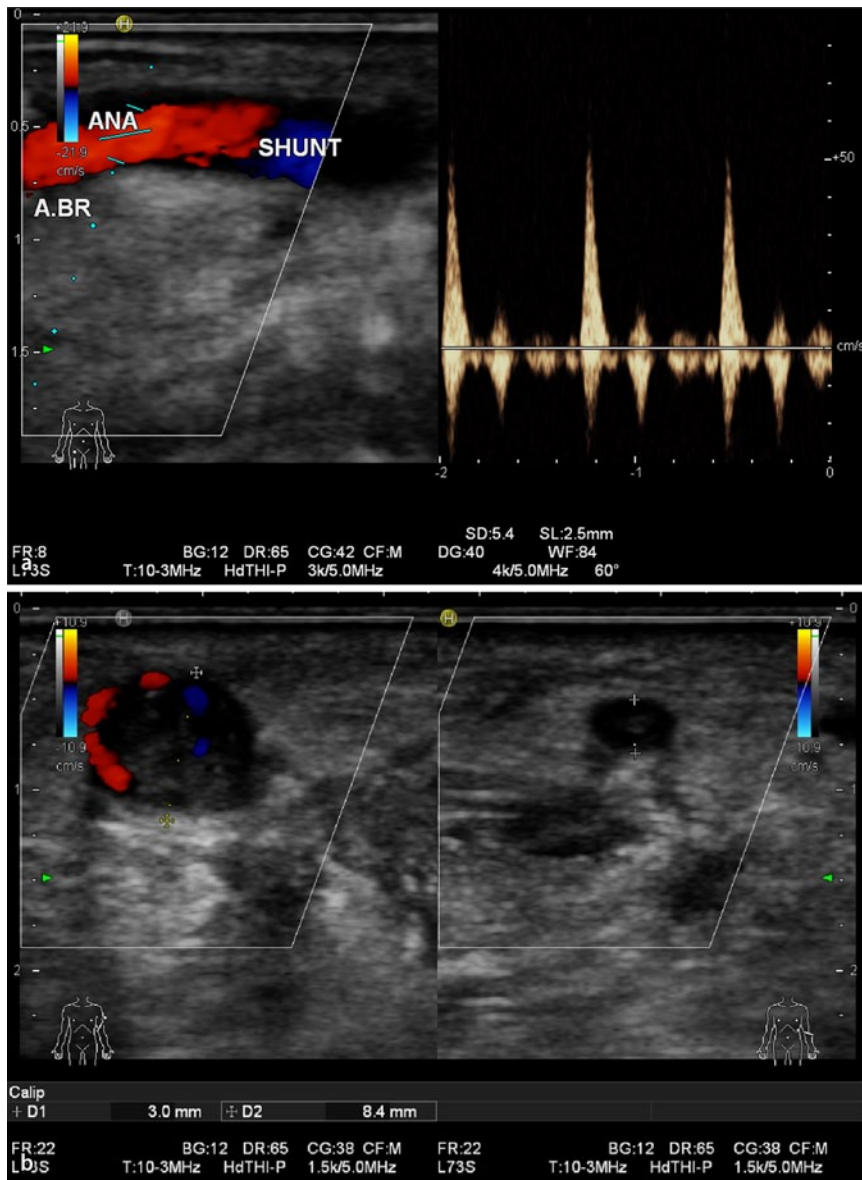 0
+21.9
H
ANA
0.5
SHUNT
+50
-21.9
cm/s
A.BR
1
1.5
cm/s
-2 -1 0
SD:5.4 SL:2.5mm
FR:8 BG:12 DR:65 CG:42 CF:M DG:40 WF:84
a
L73S T:10-3MHz HdTHI-P 3k/5.0MHz 4k/5.0MHz 60°
0 H H 0
+10.9 +10.9
-10.9 -10.9
cm/s cm/s
1 1
2 2
Calip
D1 3.0 mm D2 8.4 mm
FR:22 BG:12 DR:65 CG:38 CF:M FR:22 BG:12 DR:65 CG:38 CF:M
b
L73S T:10-3MHz HdTHI-P 1.5k/5.0MHz L73S T:10-3MHz HdTHI-P 1.5k/5.0MHz